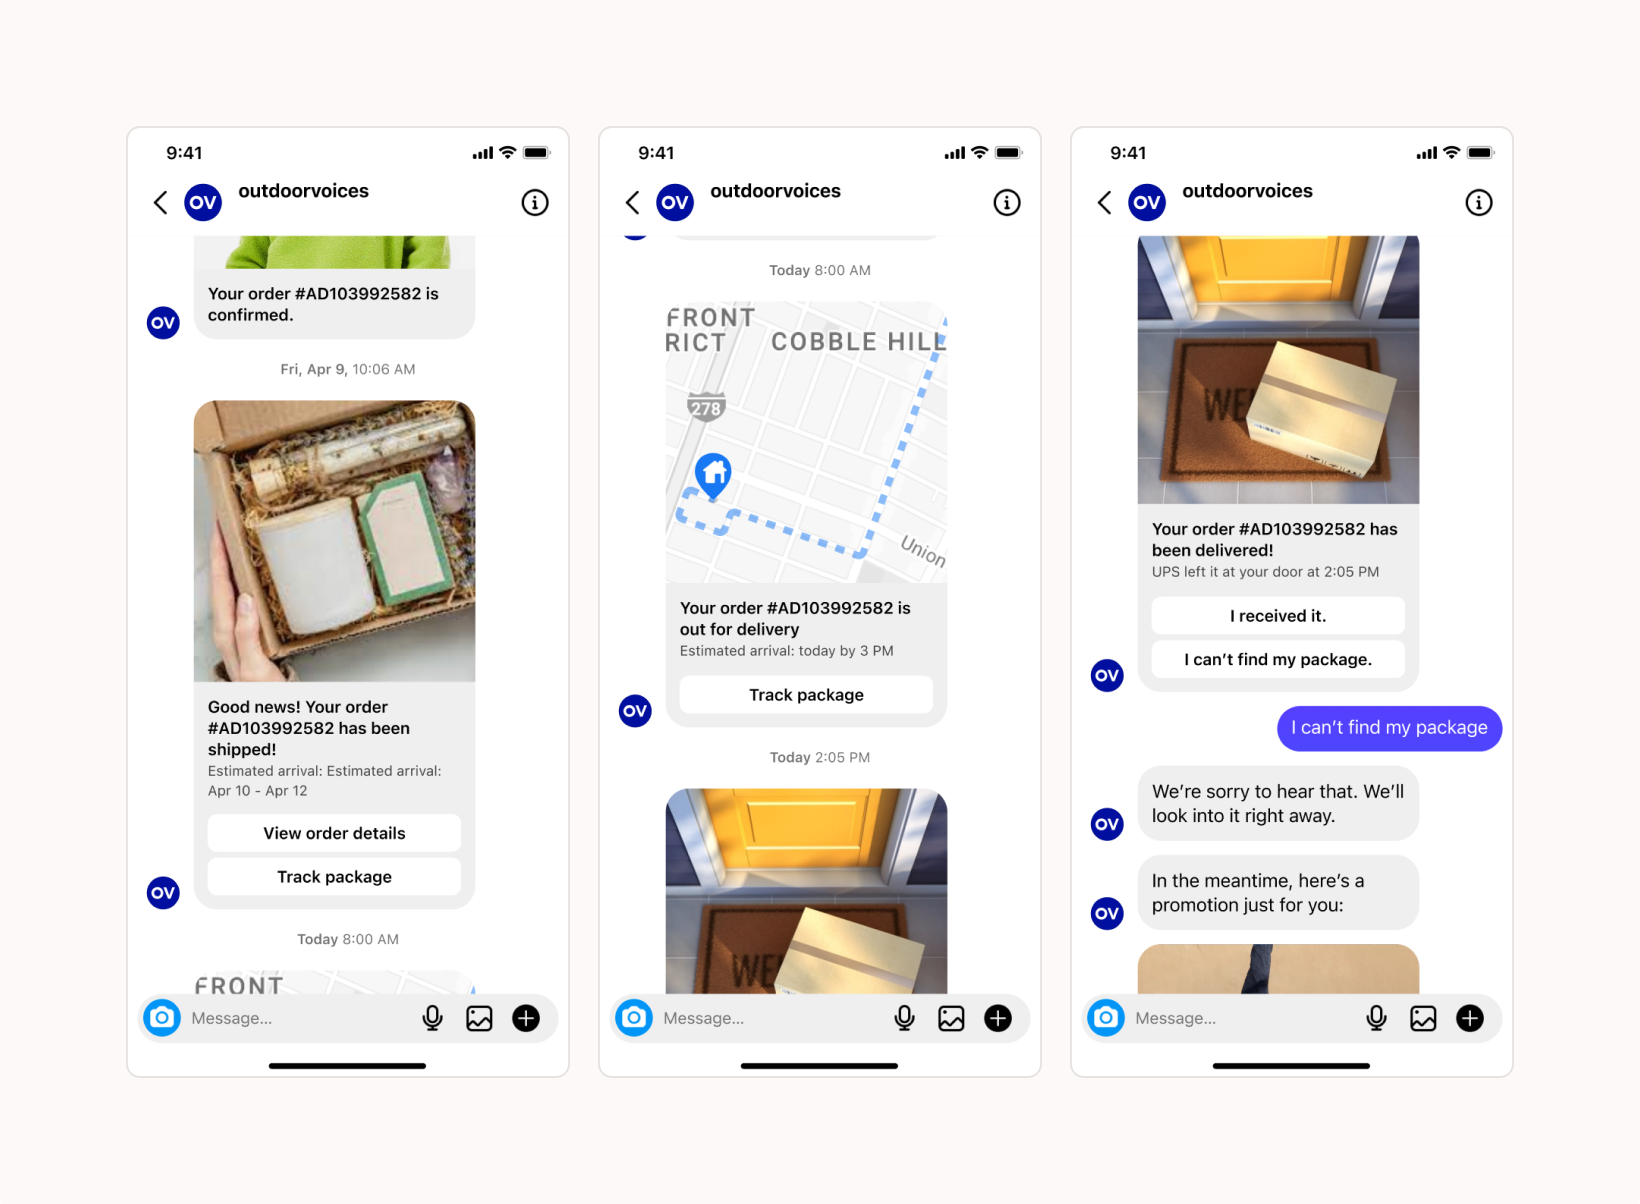 9:41
OV
outdoorvoices
Your order #AD103992582 is
confirmed.
OV
Fri, Apr 9, 10:06 AM
Good news! Your order
#AD103992582 has been
shipped!
Estimated arrival: Estimated arrival:
Apr 10 - Apr 12
View order details
Track package
OV
Today 8:00 AM
FRONT
Message...
9:41
OV
outdoorvoices
Today 8:00 AM
FRONT
RICT
COBBLE HILL
278
Union
Your order #AD103992582 is
out for delivery
Estimated arrival: today by 3 PM
Track package
OV
Today 2:05 PM
WE
Message...
9:41
OV
outdoorvoices
WE
Your order #AD103992582 has
been delivered!
UPS left it at your door at 2:05 PM
I received it.
I can’t find my package.
OV
I can’t find my package
We’re sorry to hear that. We’ll
look into it right away.
OV
In the meantime, here’s a
promotion just for you:
OV
Message...